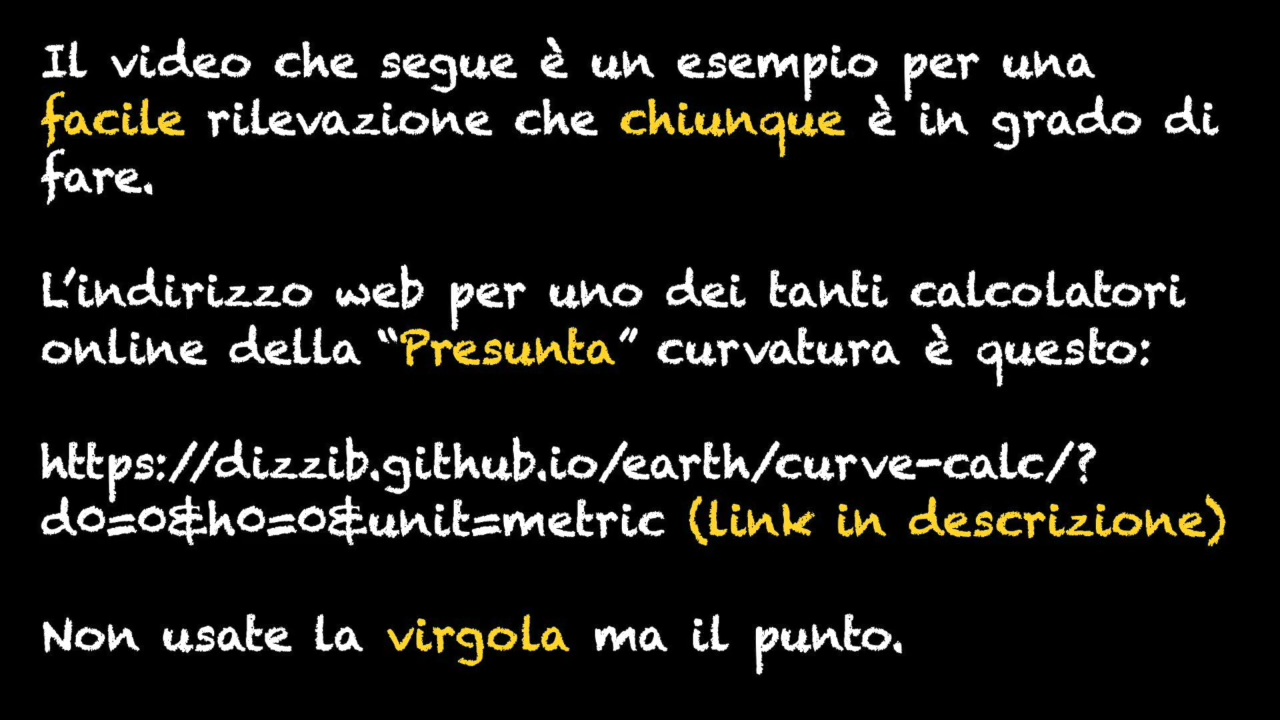 Il video che segue è un esempio per una
facile rilevazione che chiunque è in grado di
fare.
L’indirizzo web per uno dei tanti calcolatori
online della “Presunta” curvatura è questo:
https://dizzib.github.io/earth/curve-calc/?
d0=0&h0=0&unit=metric (link in descrizione)
Non usate la virgola ma il punto.